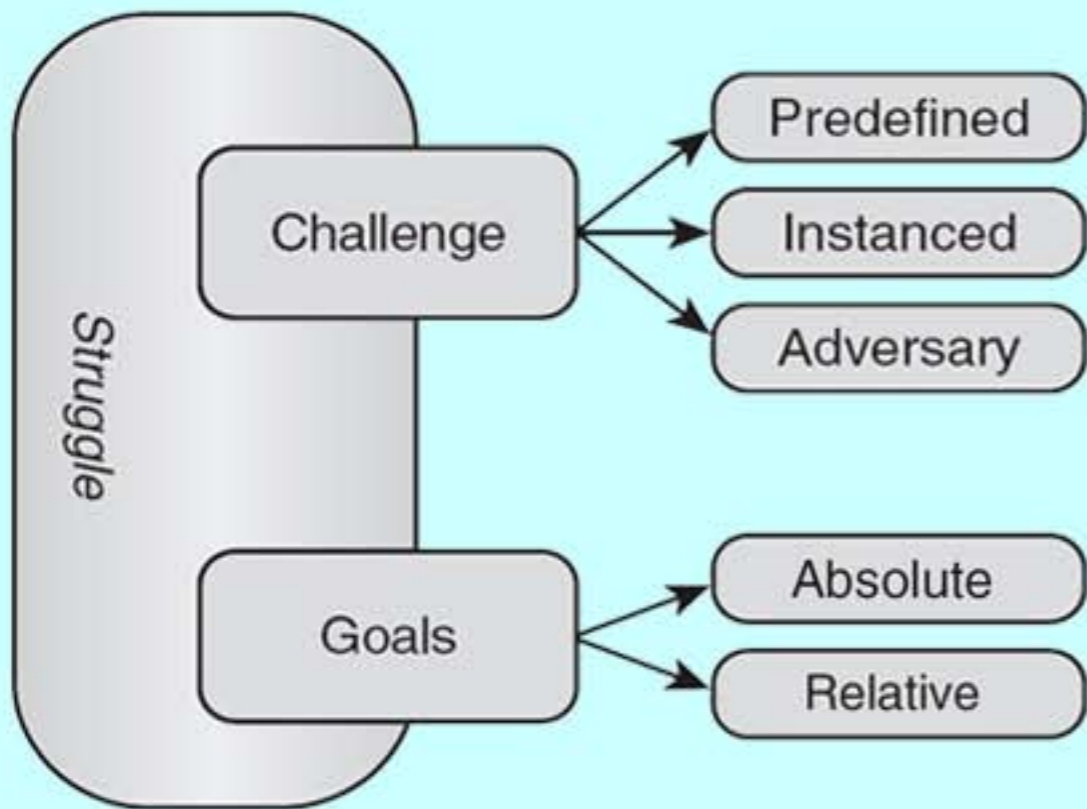 Struggle
Challenge
Predefined
Instanced
Adversary
Goals
Absolute
Relative